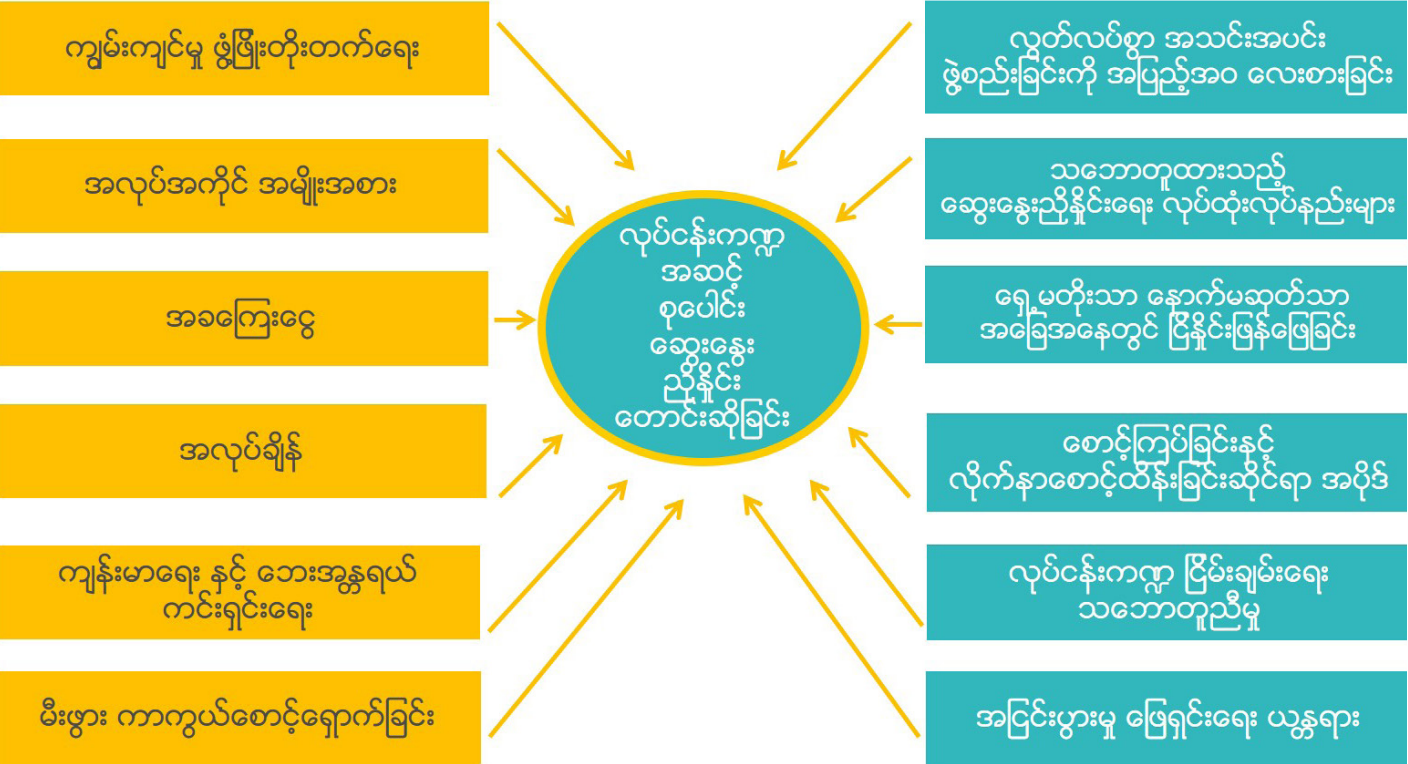 ကျွမ်းကျင်မှု ဖွံ့ဖြိုးတိုးတက်ရေး
အလုပ်အကိုင် အမျိုးအစား
အခကြေးငွေ
အလုပ်ချိန်
ကျန်းမာရေး နှင့် ဘေးအန္တရယ်
ကင်းရှင်းရေး
မီးဖွား ကာကွယ်စောင့်ရှောက်ခြင်း
လုပ်ငန်းကဏ္ဍ
အဆင့်
စုပေါင်း
ဆွေးနွေး
ညှိနှိုင်း
တောင်းဆိုခြင်း
လွတ်လပ်စွာ အသင်းအပင်း
ဖွဲ့စည်းခြင်းကို အပြည့်အဝ လေးစားခြင်း
သဘောတူထားသည့်
ဆွေးနွေးညှိနှိုင်းရေး လုပ်ထုံးလုပ်နည်းများ
ရှေ့မတိုးသာ နောက်မဆုတ်သာ
အခြေအနေတွင် ငြိနှိုင်းဖြန်ဖြေခြင်း
စောင့်ကြပ်ခြင်းနှင့်
လိုက်နာစောင့်ထိန်းခြင်းဆိုင်ရာ အပိုဒ်
လုပ်ငန်းကဏ္ဍ ငြိမ်းချမ်းရေး
သဘောတူညီမှု
အငြင်းပွားမှု ဖြေရှင်းရေး ယန္တရား